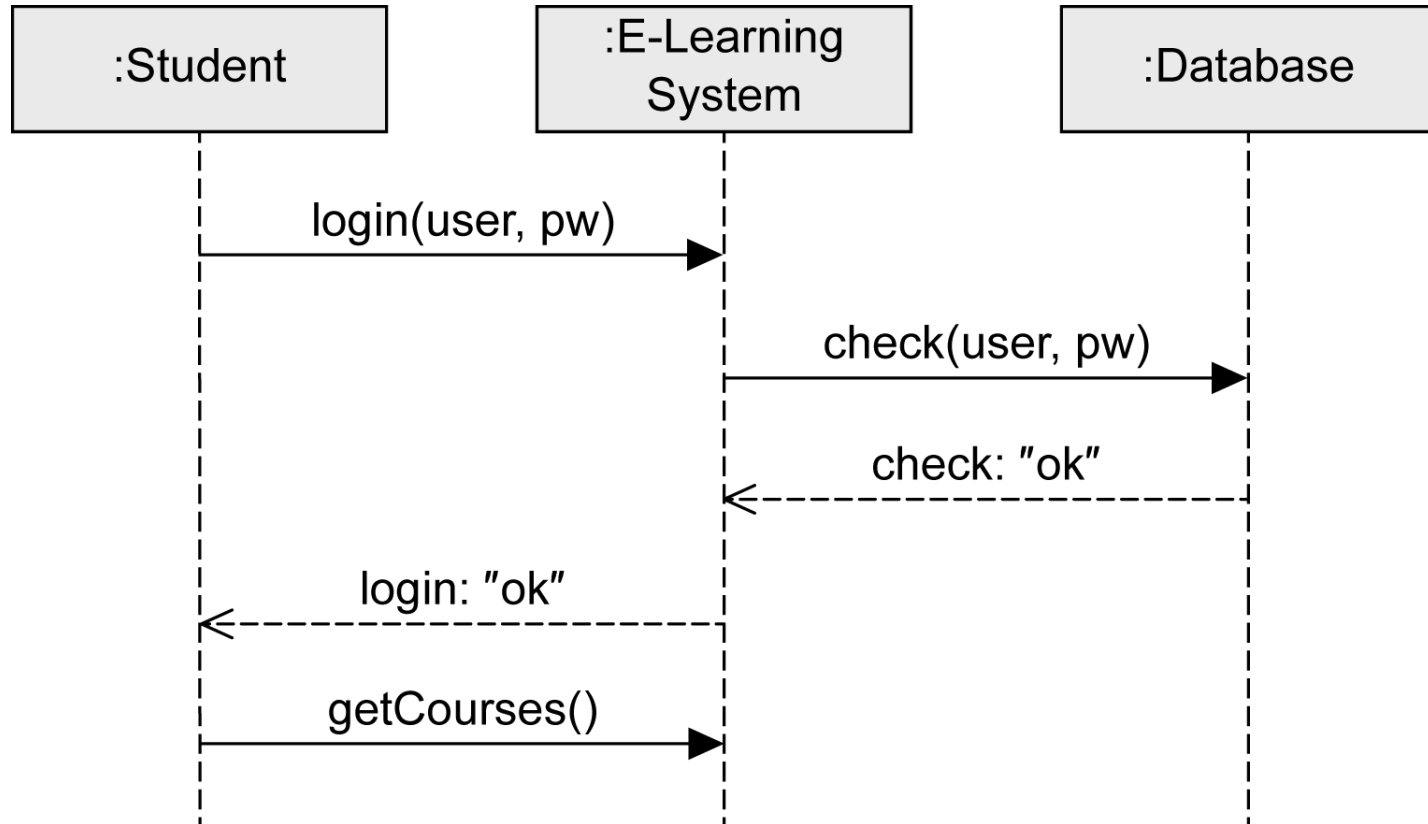 :Student
:E-Learning
System
:Database
login(user, pw)
check(user, pw)
check: ″ok″
login: ″ok″
getCourses()